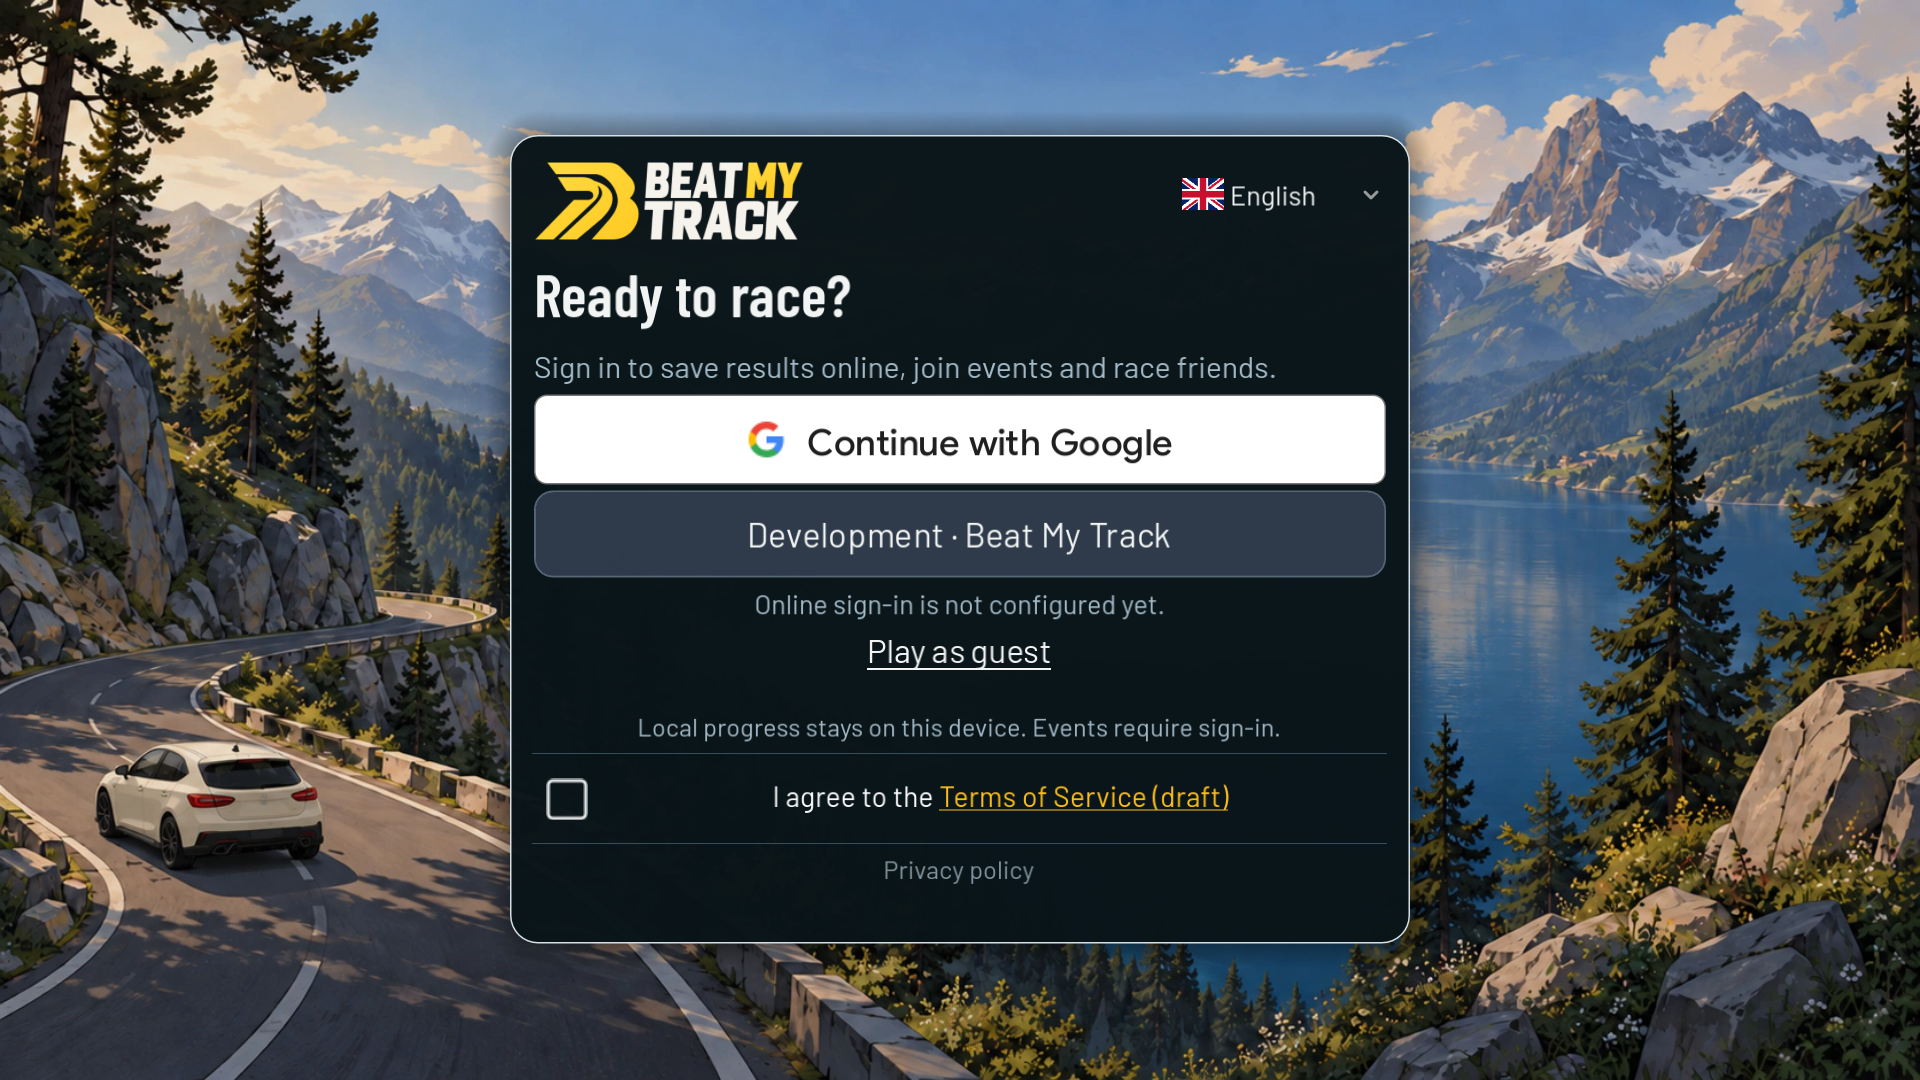 BEAT MY
TRACK
English
Ready to race?
Sign in to save results online, join events and race friends.
Continue with Google
Development · Beat My Track
Online sign-in is not configured yet.
Play as guest
Local progress stays on this device. Events require sign-in.
I agree to the Terms of Service (draft)
Privacy policy